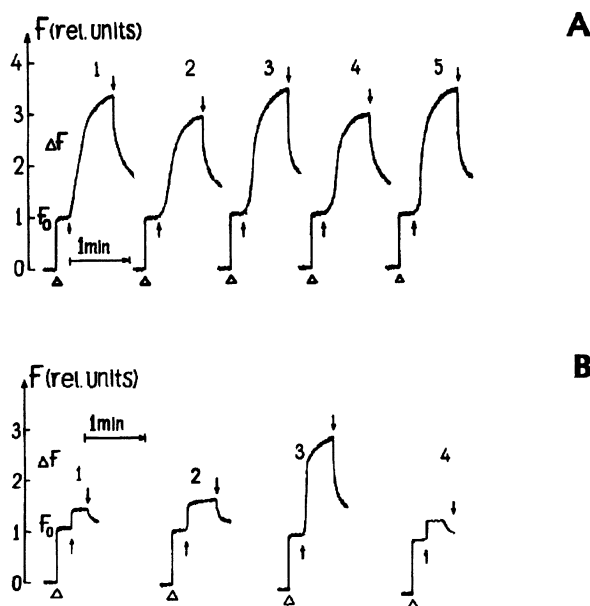 A
F (rel. units)
4
3
2
1
0
ΔF
F₀
1 2 3 4 5
1min
B
F (rel. units)
3
2
1
0
ΔF
F₀
1min
1 2 3 4